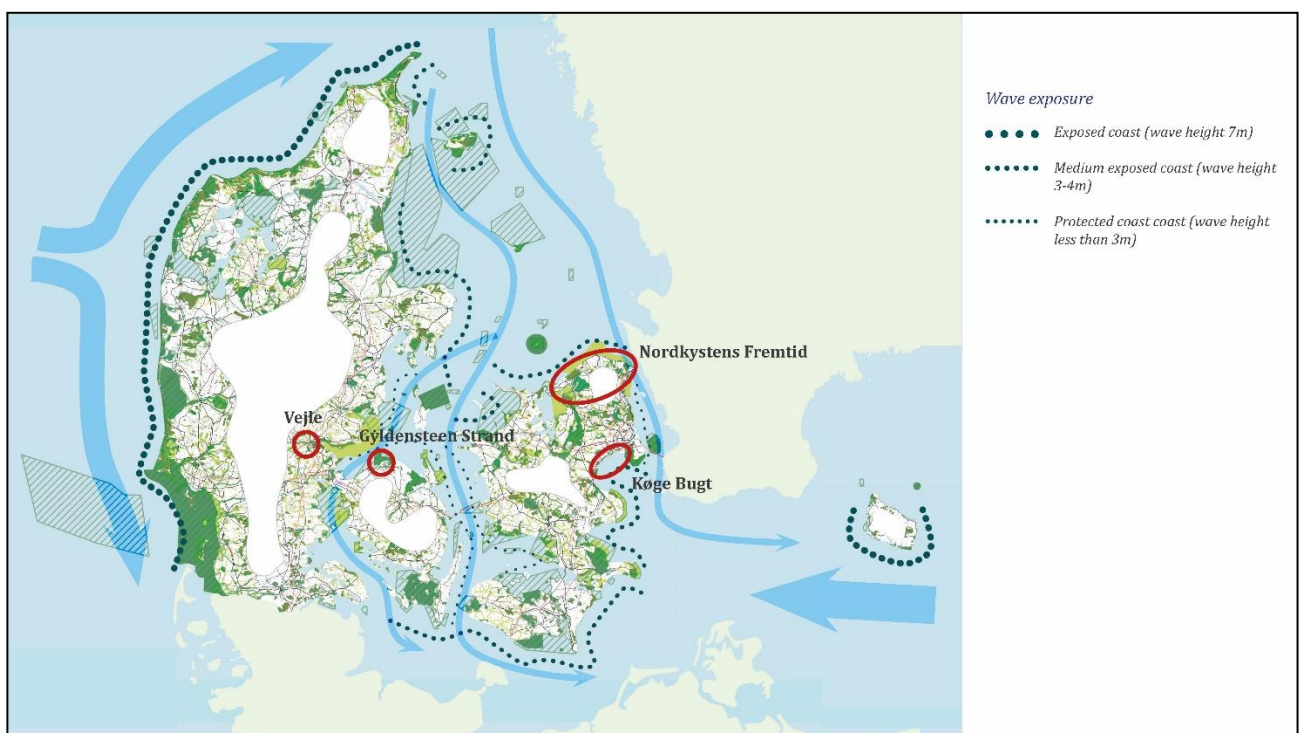 Wave exposure
Exposed coast (wave height 7m)
Medium exposed coast (wave height
3-4m)
Protected coast coast (wave height
less than 3m)
Nordkystens Fremtid
Vejle
Gyldensteen Strand
Køge Bugt